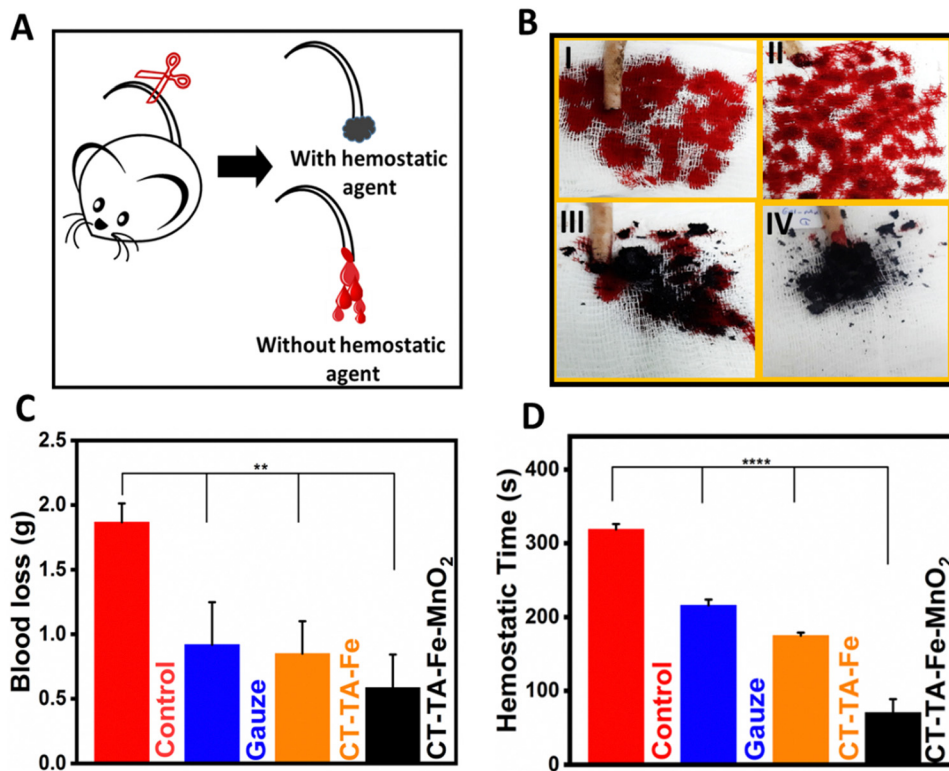 A
With hemostatic
agent
Without hemostatic
agent
B
I
II
III
IV
C
Blood loss (g)
2.5
2.0
1.5
1.0
0.5
0.0
**
Control
Gauze
CT-TA-Fe
CT-TA-Fe-MnO₂
D
Hemostatic Time (s)
400
300
200
100
0
****
Control
Gauze
CT-TA-Fe
CT-TA-Fe-MnO₂